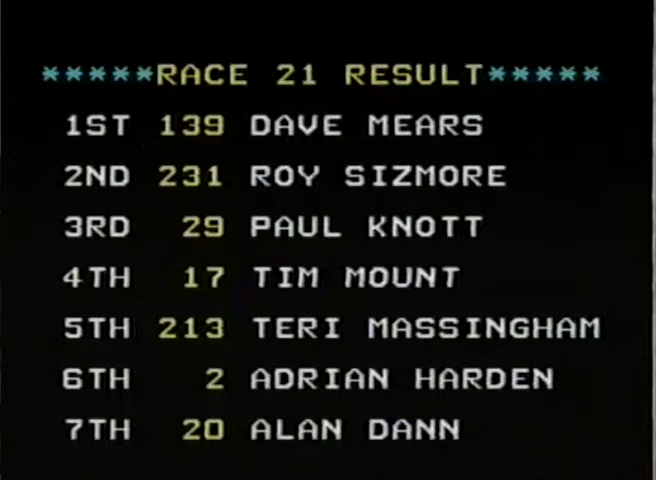 *****RACE 21 RESULT*****
1ST 139 DAVE MEARS
2ND 231 ROY SIZMORE
3RD 29 PAUL KNOTT
4TH 17 TIM MOUNT
5TH 213 TERI MASSINGHAM
6TH 2 ADRIAN HARDEN
7TH 20 ALAN DANN